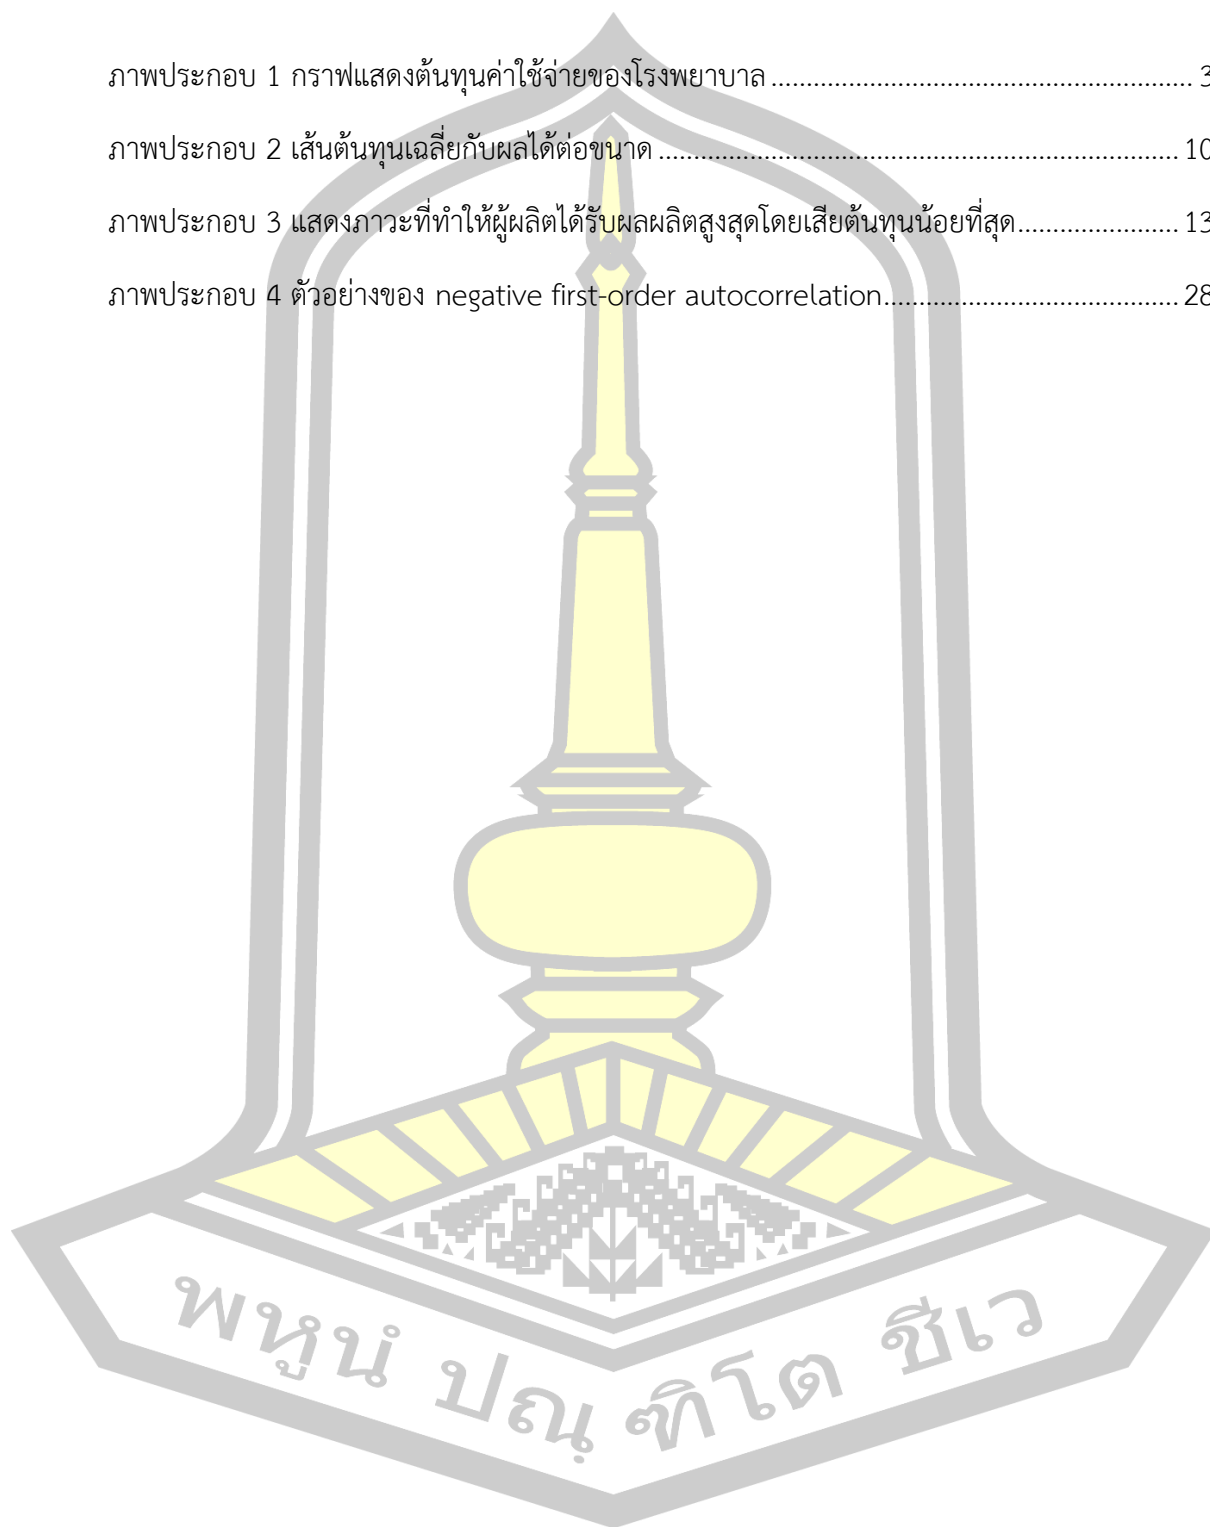 ภาพประกอบ 1 กราฟแสดงต้นทุนค่าใช้จ่ายของโรงพยาบาล ............................................................ 3
ภาพประกอบ 2 เส้นต้นทุนเฉลี่ยกับผลได้ต่อขนาด .......................................................................... 10
ภาพประกอบ 3 แสดงภาวะที่ทำให้ผู้ผลิตได้รับผลผลิตสูงสุดโดยเสียต้นทุนน้อยที่สุด....................... 13
ภาพประกอบ 4 ตัวอย่างของ negative first-order autocorrelation.......................................... 28
พหูนํ ปณฺฑิโต ชีเว